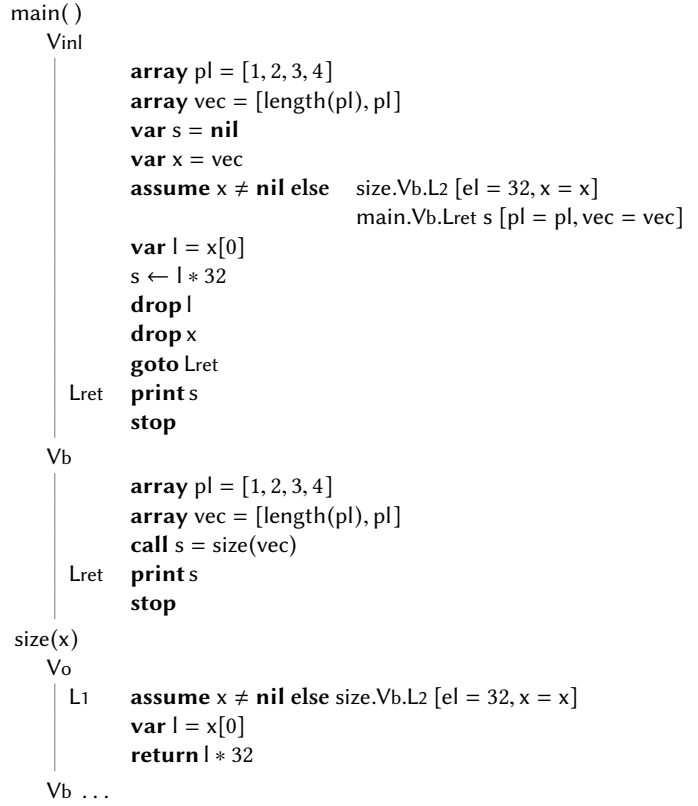 main( )
Vinl
array pl = [1, 2, 3, 4]
array vec = [length(pl), pl]
var s = nil
var x = vec
assume x ≠ nil else size.Vb.L2 [el = 32, x = x]
main.Vb.Lret s [pl = pl, vec = vec]
var l = x[0]
s ← l ∗ 32
drop l
drop x
goto Lret
Lret print s
stop
Vb
array pl = [1, 2, 3, 4]
array vec = [length(pl), pl]
call s = size(vec)
Lret print s
stop
size(x)
Vo
L1 assume x ≠ nil else size.Vb.L2 [el = 32, x = x]
var l = x[0]
return l ∗ 32
Vb ...